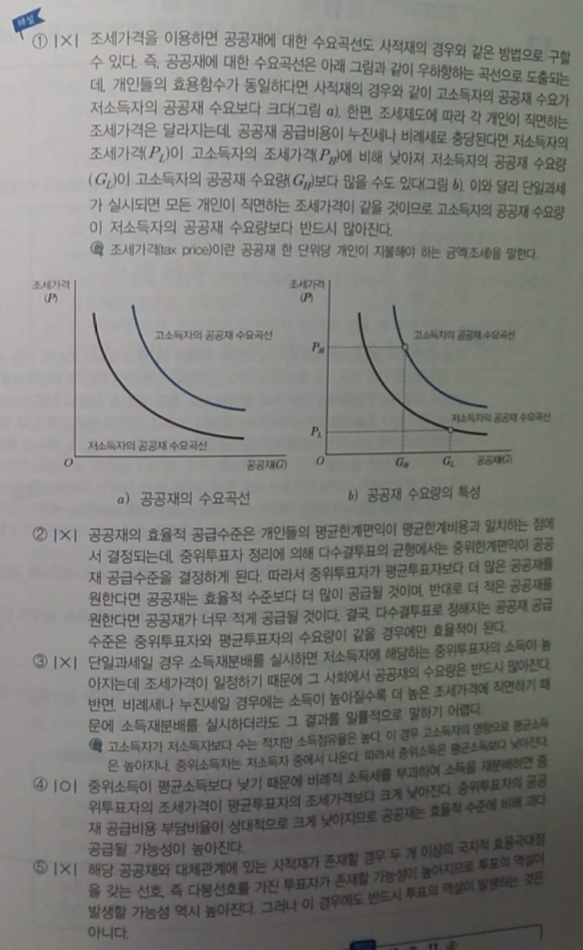 해설
① |×| 조세가격을 이용하면 공공재에 대한 수요곡선도 사적재의 경우와 같은 방법으로 구할
수 있다. 즉, 공공재에 대한 수요곡선은 아래 그림과 같이 우하향하는 곡선으로 도출되는
데, 개인들의 효용함수가 동일하다면 사적재의 경우와 같이 고소득자의 공공재 수요가
저소득자의 공공재 수요보다 크다(그림 a). 한편, 조세제도에 따라 각 개인이 직면하는
조세가격은 달라지는데, 공공재 공급비용이 누진세나 비례세로 충당된다면 저소득자의
조세가격(P_L)이 고소득자의 조세가격(P_H)에 비해 낮아져 저소득자의 공공재 수요량
(G_L)이 고소득자의 공공재 수요량(G_H)보다 많을 수도 있다(그림 b). 이와 달리 단일과세
가 실시되면 모든 개인이 직면하는 조세가격이 같을 것이므로 고소득자의 공공재 수요량
이 저소득자의 공공재 수요량보다 반드시 많아진다.
조세가격(tax price)이란 공공재 한 단위당 개인이 지불해야 하는 금액(조세)을 말한다.
조세가격
(P)
고소득자의 공공재 수요곡선
저소득자의 공공재 수요곡선
O
공공재(G)
a) 공공재의 수요곡선
조세가격
(P)
고소득자의 공공재 수요곡선
P_H
저소득자의 공공재 수요곡선
P_L
O
G_H
G_L
공공재(G)
b) 공공재 수요량의 특성
② |×| 공공재의 효율적 공급수준은 개인들의 평균한계편익이 평균한계비용과 일치하는 점에
서 결정되는데, 중위투표자 정리에 의해 다수결투표의 균형에서는 중위한계편익이 공공
재 공급수준을 결정하게 된다. 따라서 중위투표자가 평균투표자보다 더 많은 공공재를
원한다면 공공재는 효율적 수준보다 더 많이 공급될 것이며, 반대로 더 적은 공공재를
원한다면 공공재가 너무 적게 공급될 것이다. 결국, 다수결투표로 정해지는 공공재 공급
수준은 중위투표자와 평균투표자의 수요량이 같을 경우에만 효율적이 된다.
③ |×| 단일과세일 경우 소득재분배를 실시하면 저소득자에 해당하는 중위투표자의 소득이 높
아지는데 조세가격이 일정하기 때문에 그 사회에서 공공재의 수요량은 반드시 많아진다.
반면, 비례세나 누진세일 경우에는 소득이 높아질수록 더 높은 조세가격에 직면하기 때
문에 소득재분배를 실시하더라도 그 결과를 일률적으로 말하기 어렵다.
고소득자가 저소득자보다 수는 적지만 소득점유율은 높다. 이 경우 고소득자의 영향으로 평균소득
은 높아지나, 중위소득자는 저소득자 중에서 나온다. 따라서 중위소득은 평균소득보다 낮아진다.
④ |○| 중위소득이 평균소득보다 낮기 때문에 비례적 소득세를 부과하여 소득을 재분배하면 중
위투표자의 조세가격이 평균투표자의 조세가격보다 크게 낮아진다. 중위투표자의 공공
재 공급비용 부담비율이 상대적으로 크게 낮아지므로 공공재는 효율적 수준에 비해 과다
공급될 가능성이 높아진다.
⑤ |×| 해당 공공재와 대체관계에 있는 사적재가 존재할 경우 두 개 이상의 국지적 효용극대점
을 갖는 선호, 즉 다봉선호를 가진 투표자가 존재할 가능성이 높아지므로 투표의 역설이
발생할 가능성 역시 높아진다. 그러나 이 경우에도 반드시 투표의 역설이 발생하는 것은
아니다.